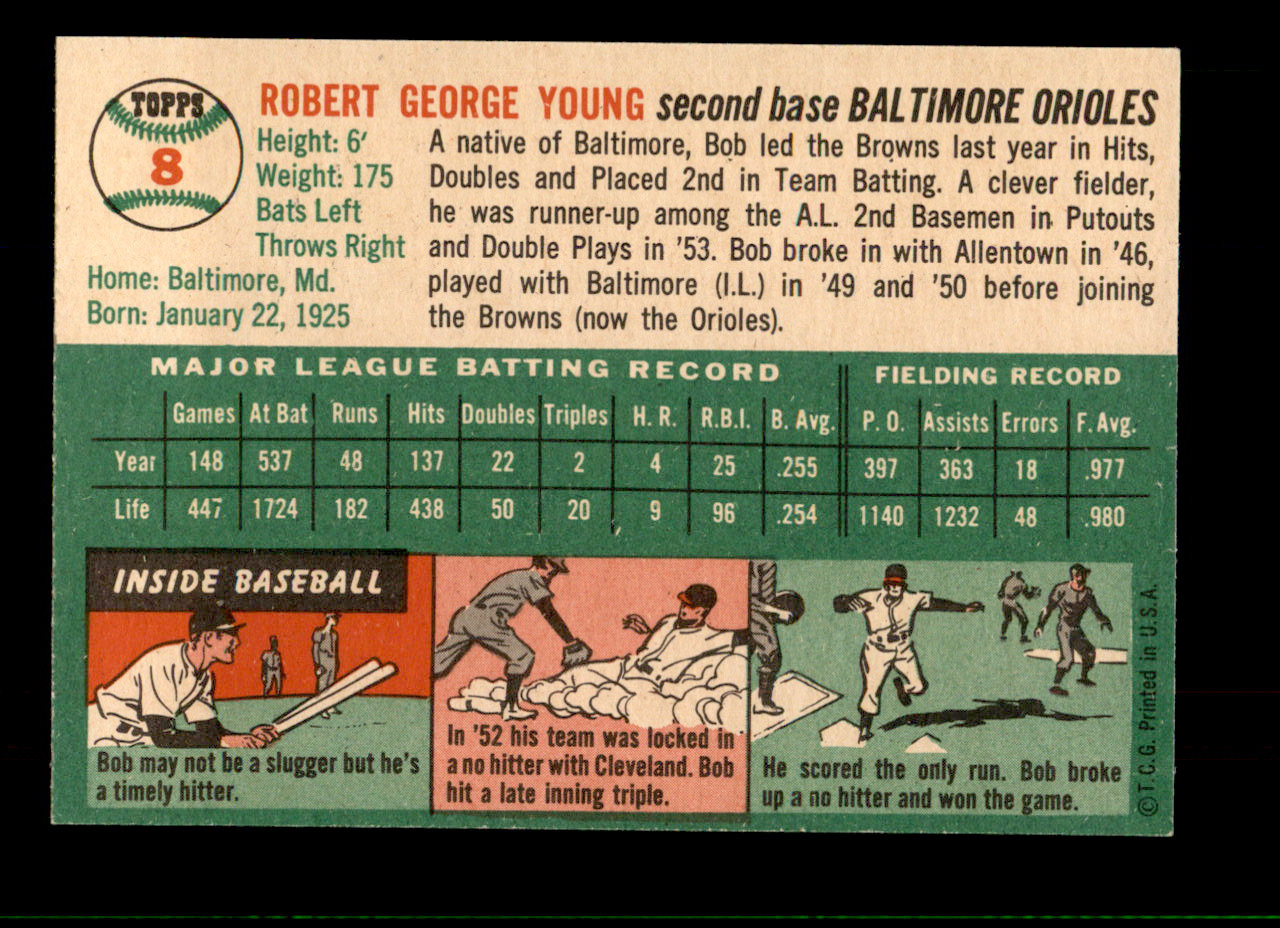 TOPPS
8
ROBERT GEORGE YOUNG second base BALTIMORE ORIOLES
Height: 6'
Weight: 175
Bats Left
Throws Right
Home: Baltimore, Md.
Born: January 22, 1925
A native of Baltimore, Bob led the Browns last year in Hits,
Doubles and Placed 2nd in Team Batting. A clever fielder,
he was runner-up among the A.L. 2nd Basemen in Putouts
and Double Plays in '53. Bob broke in with Allentown in '46,
played with Baltimore (I.L.) in '49 and '50 before joining
the Browns (now the Orioles).
MAJOR LEAGUE BATTING RECORD FIELDING RECORD
Games At Bat Runs Hits Doubles Triples H. R. R.B.I. B. Avg. P. O. Assists Errors F. Avg.
Year 148 537 48 137 22 2 4 25 .255 397 363 18 .977
Life 447 1724 182 438 50 20 9 96 .254 1140 1232 48 .980
INSIDE BASEBALL
Bob may not be a slugger but he's
a timely hitter.
In '52 his team was locked in
a no hitter with Cleveland. Bob
hit a late inning triple.
He scored the only run. Bob broke
up a no hitter and won the game.
© T.C.G. Printed in U.S.A.